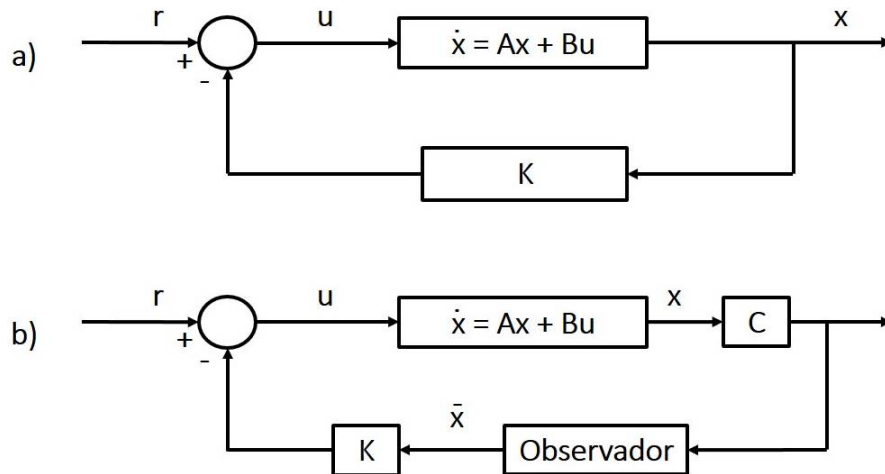 a)
r
u
ẋ = Ax + Bu
x
+
-
K
b)
r
u
ẋ = Ax + Bu
x
C
+
-
K
x̄
Observador